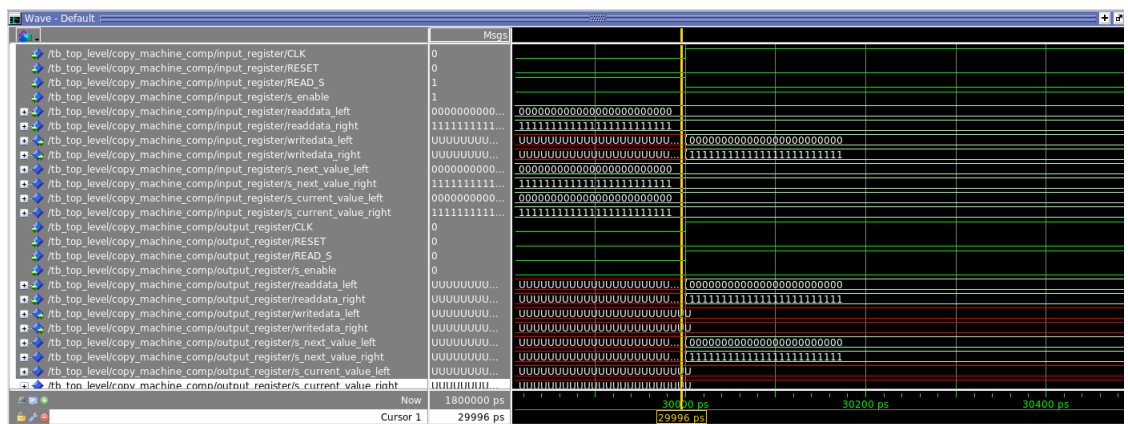 Wave - Default
Msgs
/tb_top_level/copy_machine_comp/input_register/CLK 0
/tb_top_level/copy_machine_comp/input_register/RESET 0
/tb_top_level/copy_machine_comp/input_register/READ_S 1
/tb_top_level/copy_machine_comp/input_register/s_enable 1
/tb_top_level/copy_machine_comp/input_register/readdata_left 0000000000... 000000000000000000000000
/tb_top_level/copy_machine_comp/input_register/readdata_right 1111111111... 111111111111111111111111
/tb_top_level/copy_machine_comp/input_register/writedata_left UUUUUUUU... UUUUUUUUUUUUUUUUUUUUUU... 000000000000000000000000
/tb_top_level/copy_machine_comp/input_register/writedata_right UUUUUUUU... UUUUUUUUUUUUUUUUUUUUUU... 111111111111111111111111
/tb_top_level/copy_machine_comp/input_register/s_next_value_left 0000000000... 000000000000000000000000
/tb_top_level/copy_machine_comp/input_register/s_next_value_right 1111111111... 111111111111111111111111
/tb_top_level/copy_machine_comp/input_register/s_current_value_left 0000000000... 000000000000000000000000
/tb_top_level/copy_machine_comp/input_register/s_current_value_right 1111111111... 111111111111111111111111
/tb_top_level/copy_machine_comp/output_register/CLK 0
/tb_top_level/copy_machine_comp/output_register/RESET 0
/tb_top_level/copy_machine_comp/output_register/READ_S 0
/tb_top_level/copy_machine_comp/output_register/s_enable 0
/tb_top_level/copy_machine_comp/output_register/readdata_left UUUUUUUU... UUUUUUUUUUUUUUUUUUUUUU... 000000000000000000000000
/tb_top_level/copy_machine_comp/output_register/readdata_right UUUUUUUU... UUUUUUUUUUUUUUUUUUUUUU... 111111111111111111111111
/tb_top_level/copy_machine_comp/output_register/writedata_left UUUUUUUU... UUUUUUUUUUUUUUUUUUUUUUUU
/tb_top_level/copy_machine_comp/output_register/writedata_right UUUUUUUU... UUUUUUUUUUUUUUUUUUUUUUUU
/tb_top_level/copy_machine_comp/output_register/s_next_value_left UUUUUUUU... UUUUUUUUUUUUUUUUUUUUUU... 000000000000000000000000
/tb_top_level/copy_machine_comp/output_register/s_next_value_right UUUUUUUU... UUUUUUUUUUUUUUUUUUUUUU... 111111111111111111111111
/tb_top_level/copy_machine_comp/output_register/s_current_value_left UUUUUUUU... UUUUUUUUUUUUUUUUUUUUUUUU
/tb_top_level/copy_machine_comp/output_register/s_current_value_right UUUUUUUU... UUUUUUUUUUUUUUUUUUUUUUUU
Now 1800000 ps 30000 ps 30200 ps 30400 ps
Cursor 1 29996 ps 29996 ps